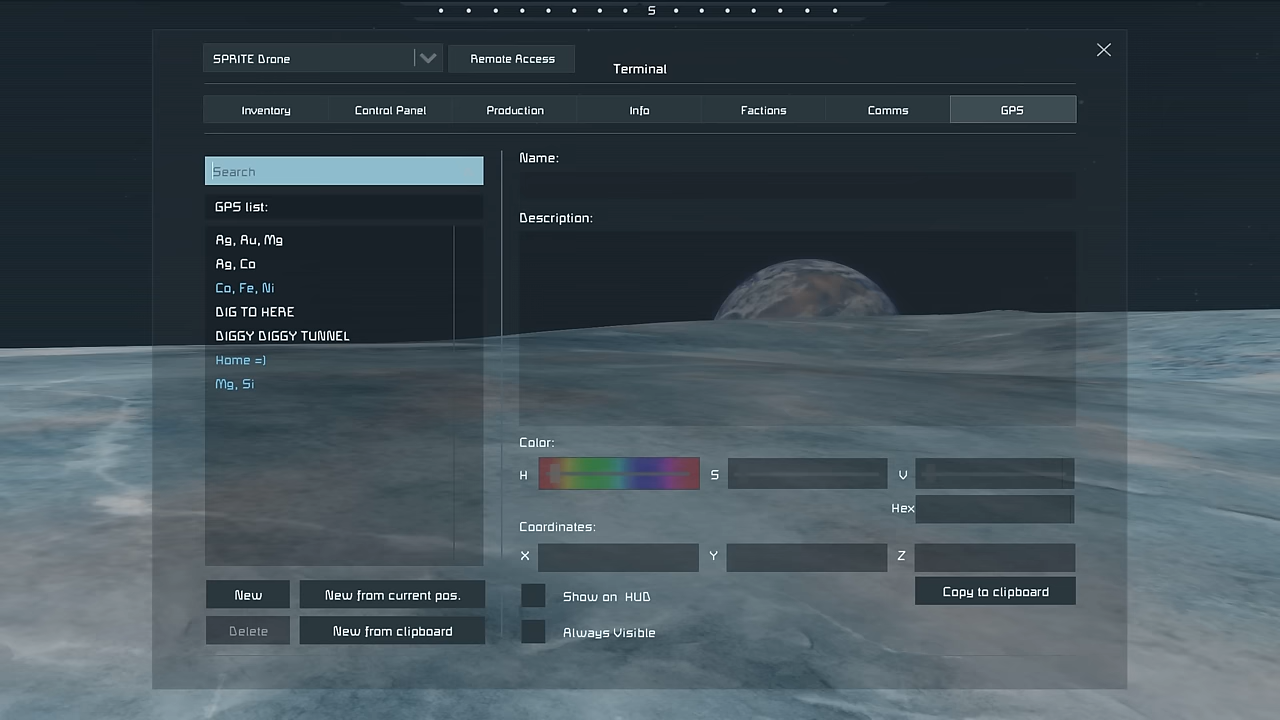 S
SPRITE Drone
Remote Access
Terminal
Inventory
Control Panel
Production
Info
Factions
Comms
GPS
Search
GPS list:
Ag, Au, Mg
Ag, Co
Co, Fe, Ni
DIG TO HERE
DIGGY DIGGY TUNNEL
Home =)
Mg, Si
New
New from current pos.
Delete
New from clipboard
Name:
Description:
Color:
H
S
V
Hex
Coordinates:
X
Y
Z
Copy to clipboard
Show on HUD
Always Visible